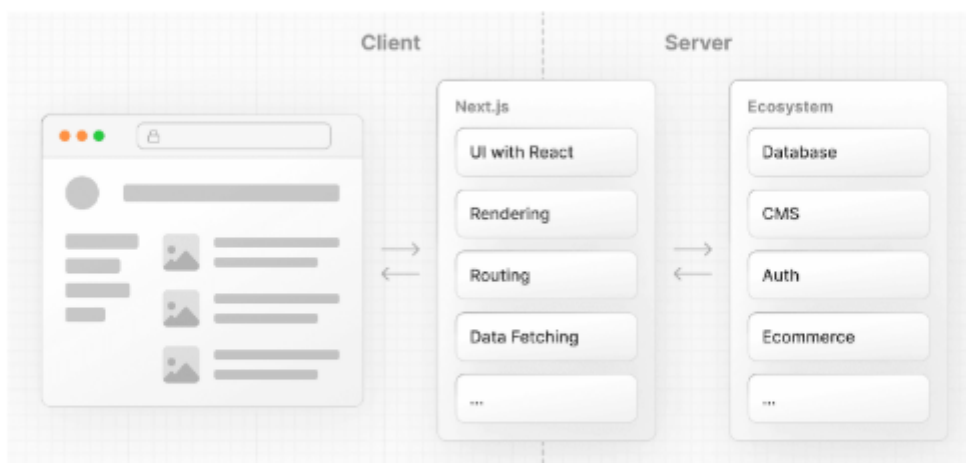 Client
Server
Next.js
UI with React
Rendering
Routing
Data Fetching
...
Ecosystem
Database
CMS
Auth
Ecommerce
...